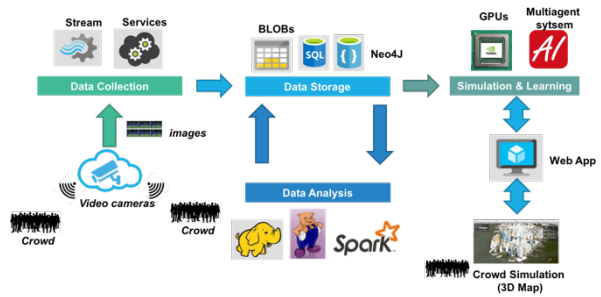 Stream
Services
BLOBs
SQL
{ }
Neo4J
GPUs
Multiagent
sytsem
AI
Data Collection
Data Storage
Simulation & Learning
images
Web App
Video cameras
Data Analysis
Crowd
Crowd
Spark
Crowd Simulation
(3D Map)